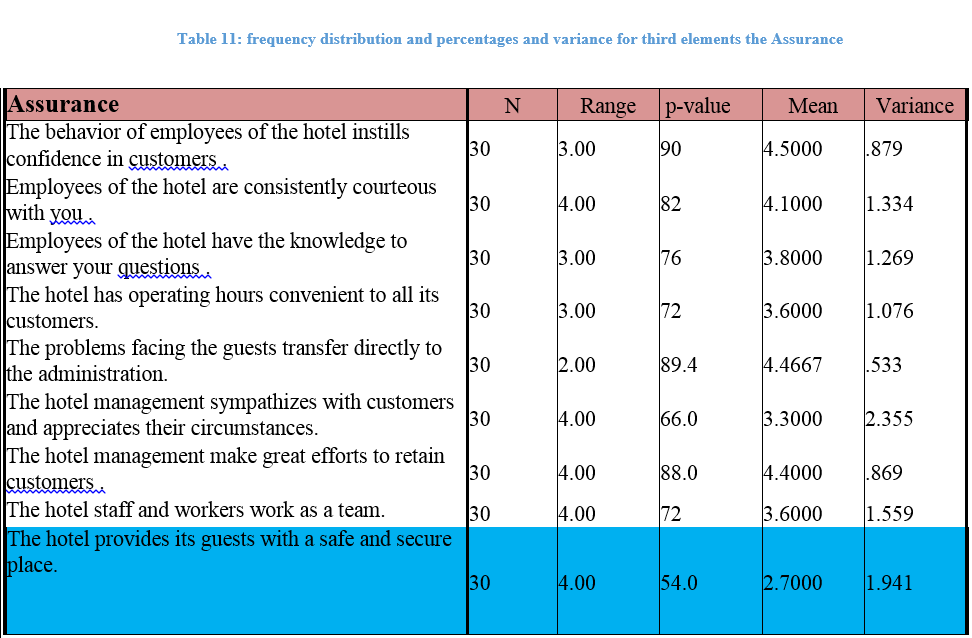 Table 11: frequency distribution and percentages and variance for third elements the Assurance
Assurance N Range p-value Mean Variance
The behavior of employees of the hotel instills
confidence in customers . 30 3.00 90 4.5000 .879
Employees of the hotel are consistently courteous
with you . 30 4.00 82 4.1000 1.334
Employees of the hotel have the knowledge to
answer your questions . 30 3.00 76 3.8000 1.269
The hotel has operating hours convenient to all its
customers. 30 3.00 72 3.6000 1.076
The problems facing the guests transfer directly to
the administration. 30 2.00 89.4 4.4667 .533
The hotel management sympathizes with customers
and appreciates their circumstances. 30 4.00 66.0 3.3000 2.355
The hotel management make great efforts to retain
customers . 30 4.00 88.0 4.4000 .869
The hotel staff and workers work as a team. 30 4.00 72 3.6000 1.559
The hotel provides its guests with a safe and secure
place. 30 4.00 54.0 2.7000 1.941